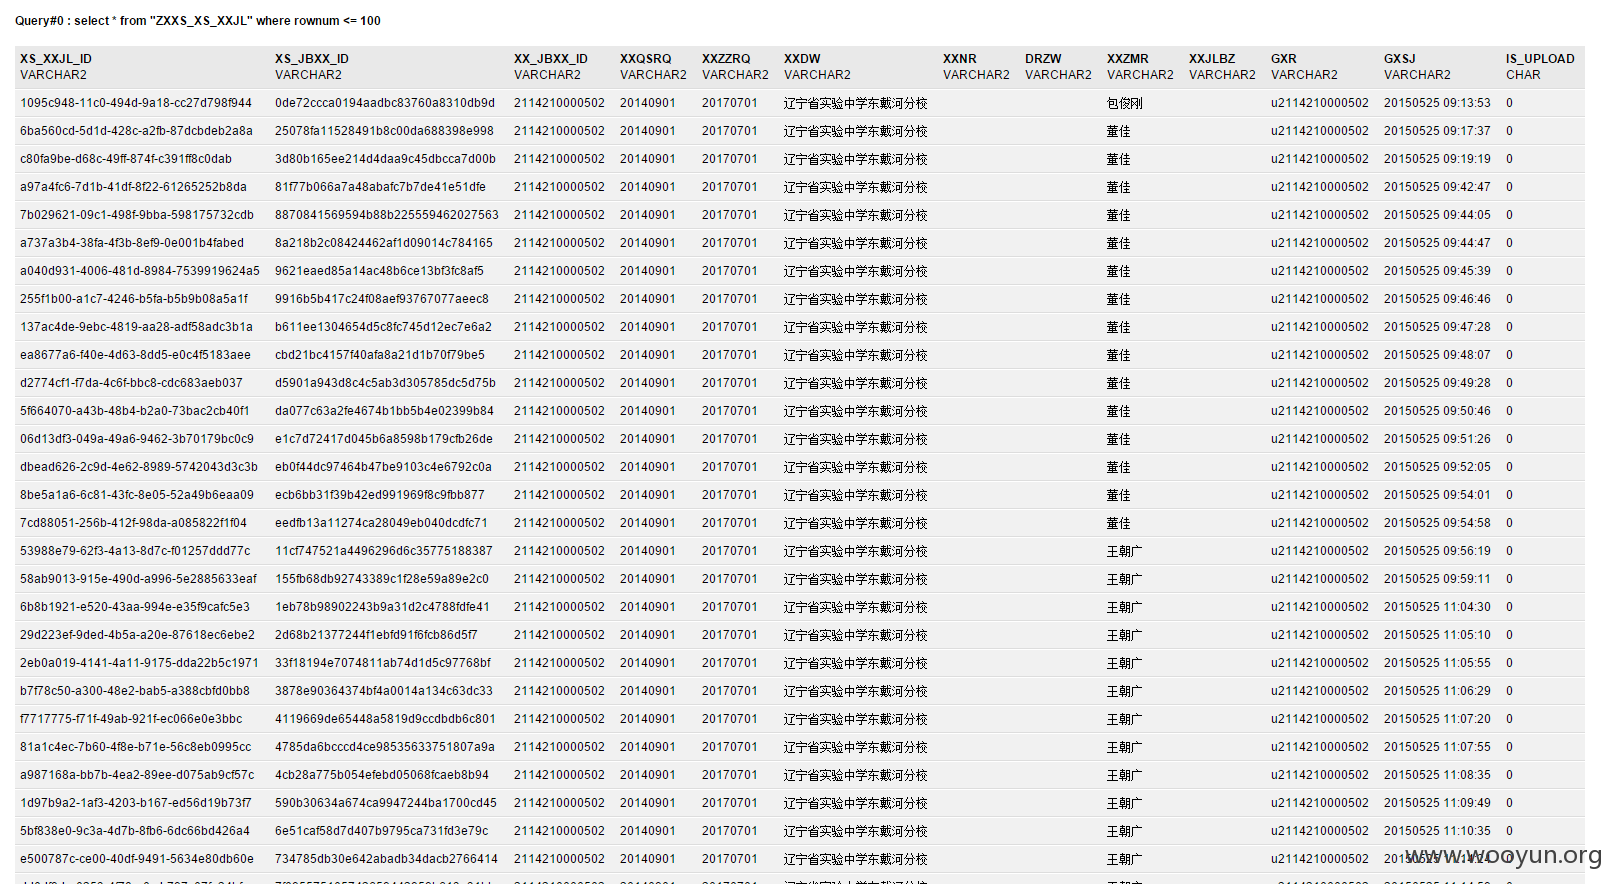 Query#0 : select * from "ZXXS_XS_XXJL" where rownum <= 100
XS_XXJL_ID XS_JBXX_ID XX_JBXX_ID XXQSRQ XXZZRQ XXDW XXNR DRZW XXZMR XXJLBZ GXR GXSJ IS_UPLOAD
VARCHAR2 VARCHAR2 VARCHAR2 VARCHAR2 VARCHAR2 VARCHAR2 VARCHAR2 VARCHAR2 VARCHAR2 VARCHAR2 VARCHAR2 VARCHAR2 CHAR
1095c948-11c0-494d-9a18-cc27d798f944 0de72ccca0194aadbc83760a8310db9d 2114210000502 20140901 20170701 辽宁省实验中学东戴河分校 包俊刚 u2114210000502 20150525 09:13:53 0
6ba560cd-5d1d-428c-a2fb-87dcbdeb2a8a 25078fa11528491b8c00da688398e998 2114210000502 20140901 20170701 辽宁省实验中学东戴河分校 董佳 u2114210000502 20150525 09:17:37 0
c80fa9be-d68c-49ff-874f-c391ff8c0dab 3d80b165ee214d4daa9c45dbcca7d00b 2114210000502 20140901 20170701 辽宁省实验中学东戴河分校 董佳 u2114210000502 20150525 09:19:19 0
a97a4fc6-7d1b-41df-8f22-61265252b8da 81f77b066a7a48abafc7b7de41e51dfe 2114210000502 20140901 20170701 辽宁省实验中学东戴河分校 董佳 u2114210000502 20150525 09:42:47 0
7b029621-09c1-498f-9bba-598175732cdb 8870841569594b88b225559462027563 2114210000502 20140901 20170701 辽宁省实验中学东戴河分校 董佳 u2114210000502 20150525 09:44:05 0
a737a3b4-38fa-4f3b-8ef9-0e001b4fabed 8a218b2c08424462af1d09014c784165 2114210000502 20140901 20170701 辽宁省实验中学东戴河分校 董佳 u2114210000502 20150525 09:44:47 0
a040d931-4006-481d-8984-7539919624a5 9621eaed85a14ac48b6ce13bf3fc8af5 2114210000502 20140901 20170701 辽宁省实验中学东戴河分校 董佳 u2114210000502 20150525 09:45:39 0
255f1b00-a1c7-4246-b5fa-b5b9b08a5a1f 9916b5b417c24f08aef93767077aeec8 2114210000502 20140901 20170701 辽宁省实验中学东戴河分校 董佳 u2114210000502 20150525 09:46:46 0
137ac4de-9ebc-4819-aa28-adf58adc3b1a b611ee1304654d5c8fc745d12ec7e6a2 2114210000502 20140901 20170701 辽宁省实验中学东戴河分校 董佳 u2114210000502 20150525 09:47:28 0
ea8677a6-f40e-4d63-8dd5-e0c4f5183aee cbd21bc4157f40afa8a21d1b70f79be5 2114210000502 20140901 20170701 辽宁省实验中学东戴河分校 董佳 u2114210000502 20150525 09:48:07 0
d2774cf1-f7da-4c6f-bbc8-cdc683aeb037 d5901a943d8c4c5ab3d305785dc5d75b 2114210000502 20140901 20170701 辽宁省实验中学东戴河分校 董佳 u2114210000502 20150525 09:49:28 0
5f664070-a43b-48b4-b2a0-73bac2cb40f1 da077c63a2fe4674b1bb5b4e02399b84 2114210000502 20140901 20170701 辽宁省实验中学东戴河分校 董佳 u2114210000502 20150525 09:50:46 0
06d13df3-049a-49a6-9462-3b70179bc0c9 e1c7d72417d045b6a8598b179cfb26de 2114210000502 20140901 20170701 辽宁省实验中学东戴河分校 董佳 u2114210000502 20150525 09:51:26 0
dbead626-2c9d-4e62-8989-5742043d3c3b eb0f44dc97464b47be9103c4e6792c0a 2114210000502 20140901 20170701 辽宁省实验中学东戴河分校 董佳 u2114210000502 20150525 09:52:05 0
8be5a1a6-6c81-43fc-8e05-52a49b6eaa09 ecb6bb31f39b42ed991969f8c9fbb877 2114210000502 20140901 20170701 辽宁省实验中学东戴河分校 董佳 u2114210000502 20150525 09:54:01 0
7cd88051-256b-412f-98da-a085822f1f04 eedfb13a11274ca28049eb040dcdfc71 2114210000502 20140901 20170701 辽宁省实验中学东戴河分校 董佳 u2114210000502 20150525 09:54:58 0
53988e79-62f3-4a13-8d7c-f01257ddd77c 11cf747521a4496296d6c35775188387 2114210000502 20140901 20170701 辽宁省实验中学东戴河分校 王朝广 u2114210000502 20150525 09:56:19 0
58ab9013-915e-490d-a996-5e2885633eaf 155fb68db92743389c1f28e59a89e2c0 2114210000502 20140901 20170701 辽宁省实验中学东戴河分校 王朝广 u2114210000502 20150525 09:59:11 0
6b8b1921-e520-43aa-994e-e35f9cafc5e3 1eb78b98902243b9a31d2c4788fdfe41 2114210000502 20140901 20170701 辽宁省实验中学东戴河分校 王朝广 u2114210000502 20150525 11:04:30 0
29d223ef-9ded-4b5a-a20e-87618ec6ebe2 2d68b21377244f1ebfd91f6fcb86d5f7 2114210000502 20140901 20170701 辽宁省实验中学东戴河分校 王朝广 u2114210000502 20150525 11:05:10 0
2eb0a019-4141-4a11-9175-dda22b5c1971 33f18194e7074811ab74d1d5c97768bf 2114210000502 20140901 20170701 辽宁省实验中学东戴河分校 王朝广 u2114210000502 20150525 11:05:55 0
b7f78c50-a300-48e2-bab5-a388cbfd0bb8 3878e90364374bf4a0014a134c63dc33 2114210000502 20140901 20170701 辽宁省实验中学东戴河分校 王朝广 u2114210000502 20150525 11:06:29 0
f7717775-f71f-49ab-921f-ec066e0e3bbc 4119669de65448a5819d9ccdbdb6c801 2114210000502 20140901 20170701 辽宁省实验中学东戴河分校 王朝广 u2114210000502 20150525 11:07:20 0
81a1c4ec-7b60-4f8e-b71e-56c8eb0995cc 4785da6bcccd4ce98535633751807a9a 2114210000502 20140901 20170701 辽宁省实验中学东戴河分校 王朝广 u2114210000502 20150525 11:07:55 0
a987168a-bb7b-4ea2-89ee-d075ab9cf57c 4cb28a775b054efebd05068fcaeb8b94 2114210000502 20140901 20170701 辽宁省实验中学东戴河分校 王朝广 u2114210000502 20150525 11:08:35 0
1d97b9a2-1af3-4203-b167-ed56d19b73f7 590b30634a674ca9947244ba1700cd45 2114210000502 20140901 20170701 辽宁省实验中学东戴河分校 王朝广 u2114210000502 20150525 11:09:49 0
5bf838e0-9c3a-4d7b-8fb6-6dc66bd426a4 6e51caf58d7d407b9795ca731fd3e79c 2114210000502 20140901 20170701 辽宁省实验中学东戴河分校 王朝广 u2114210000502 20150525 11:10:35 0
e500787c-ce00-40df-9491-5634e80db60e 734785db30e642abadb34dacb2766414 2114210000502 20140901 20170701 辽宁省实验中学东戴河分校 王朝广 u2114210000502 20150525
www.wooyun.org